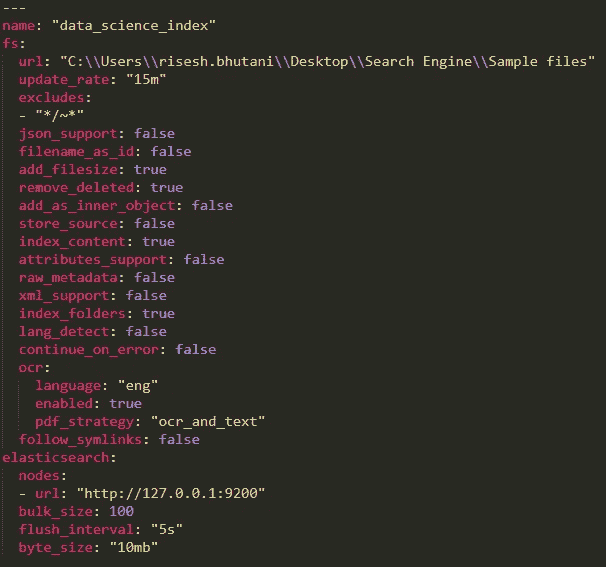 ---
name: "data_science_index"
fs:
  url: "C:\\Users\\risesh.bhutani\\Desktop\\Search Engine\\Sample files"
  update_rate: "15m"
  excludes:
  - "*/~*"
  json_support: false
  filename_as_id: false
  add_filesize: true
  remove_deleted: true
  add_as_inner_object: false
  store_source: false
  index_content: true
  attributes_support: false
  raw_metadata: false
  xml_support: false
  index_folders: true
  lang_detect: false
  continue_on_error: false
  ocr:
    language: "eng"
    enabled: true
    pdf_strategy: "ocr_and_text"
  follow_symlinks: false
elasticsearch:
  nodes:
  - url: "http://127.0.0.1:9200"
  bulk_size: 100
  flush_interval: "5s"
  byte_size: "10mb"